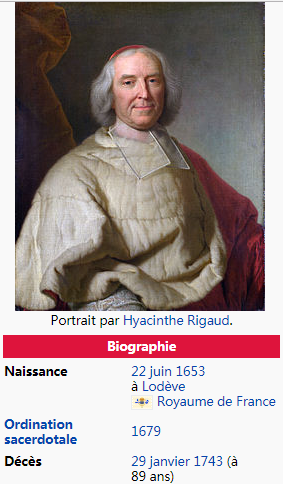 Portrait par Hyacinthe Rigaud.
Biographie
Naissance 22 juin 1653
à Lodève
Royaume de France
Ordination 
sacerdotale 1679
Décès 29 janvier 1743 (à
89 ans)